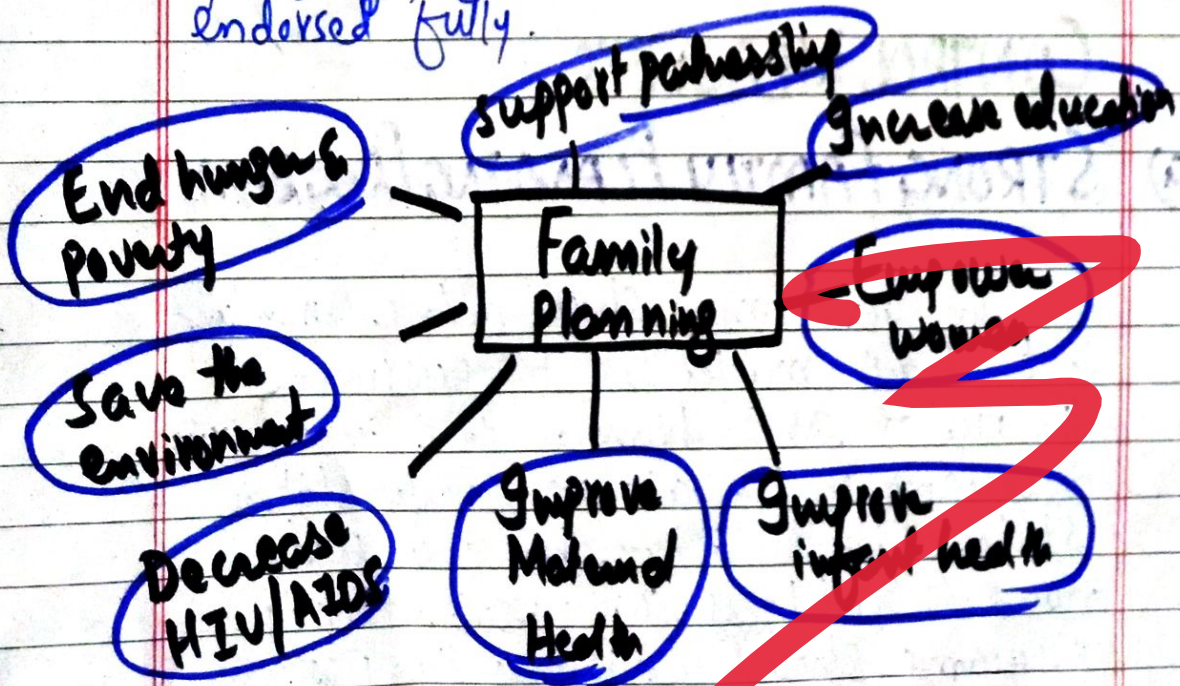 endorsed fully.
support partnership
Increase education
End hunger &
poverty
Family
planning
Empower
women
Save the
environment
Decrease
HIV/AIDS
Improve
Maternal
Health
Improve
infant health